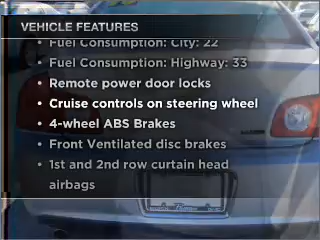 VEHICLE FEATURES
• Fuel Consumption: City: 22
• Fuel Consumption: Highway: 33
• Remote power door locks
• Cruise controls on steering wheel
• 4-wheel ABS Brakes
• Front Ventilated disc brakes
• 1st and 2nd row curtain head
airbags